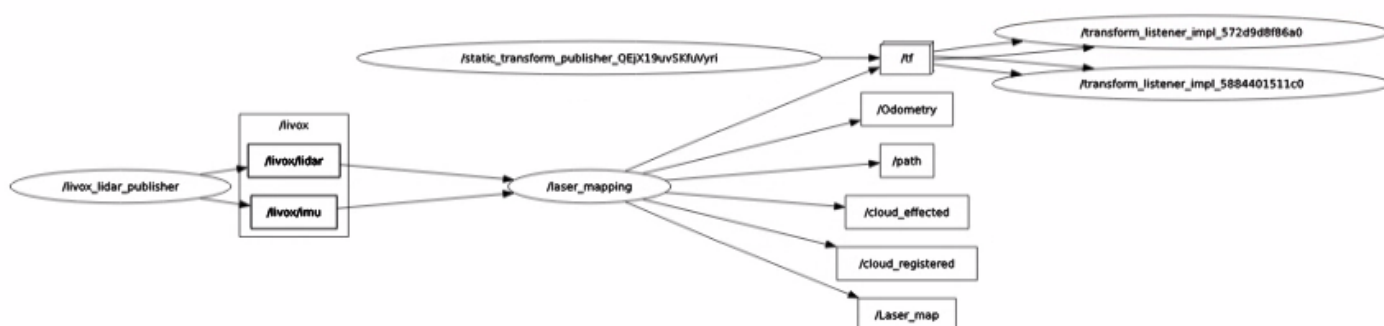 /transform_listener_impl_572d9d8f86a0
/static_transform_publisher_QEjX19uvSKfuVyri
/tf
/transform_listener_impl_5884401511c0
/Odometry
/livox
/livox/lidar
/path
/livox_lidar_publisher
/laser_mapping
/livox/imu
/cloud_effected
/cloud_registered
/Laser_map